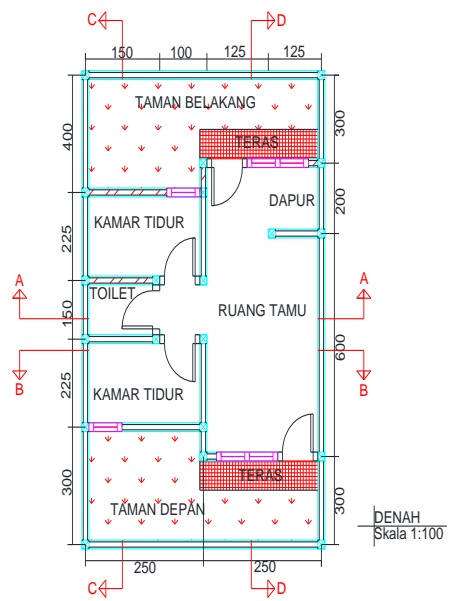 C
D
150
100
125
125
TAMAN BELAKANG
TERAS
400
300
DAPUR
200
KAMAR TIDUR
225
A
A
TOILET
RUANG TAMU
150
600
B
B
225
KAMAR TIDUR
TERAS
300
300
TAMAN DEPAN
DENAH
Skala 1:100
250
250
C
D